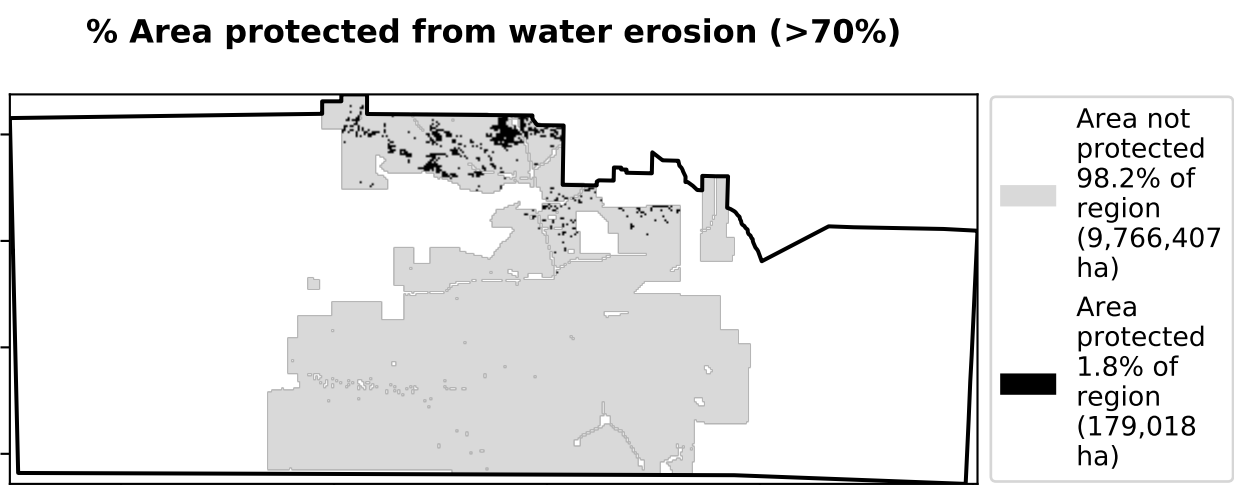 % Area protected from water erosion (>70%)
Area not
protected
98.2% of
region
(9,766,407
ha)
Area
protected
1.8% of
region
(179,018
ha)